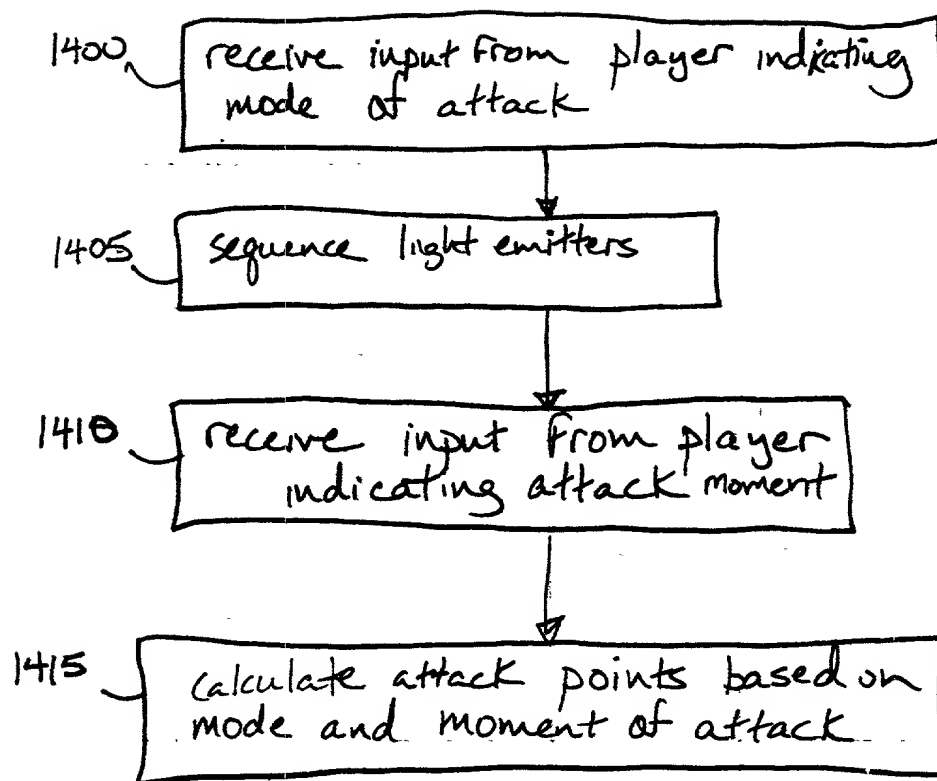 1400
receive input from player indicating
mode of attack
1405
sequence light emitters
1410
receive input from player
indicating attack moment
1415
calculate attack points based on
mode and moment of attack